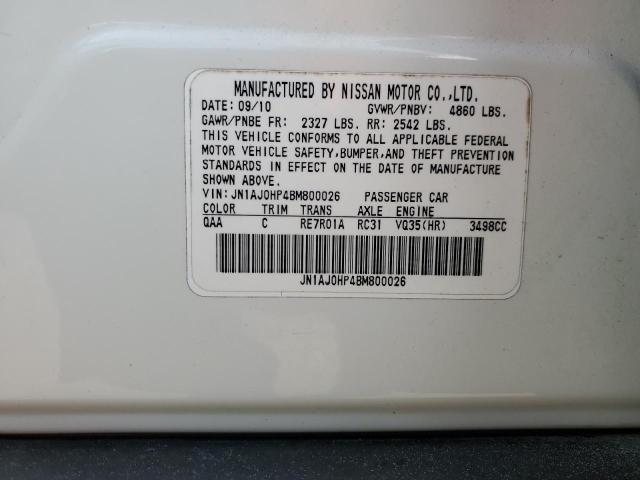 MANUFACTURED BY NISSAN MOTOR CO.,LTD.
DATE: 09/10 GVWR/PNBV: 4860 LBS.
GAWR/PNBE FR: 2327 LBS. RR: 2542 LBS.
THIS VEHICLE CONFORMS TO ALL APPLICABLE FEDERAL
MOTOR VEHICLE SAFETY,BUMPER,AND THEFT PREVENTION
STANDARDS IN EFFECT ON THE DATE OF MANUFACTURE
SHOWN ABOVE.
VIN:JN1AJ0HP4BM800026 PASSENGER CAR
COLOR TRIM TRANS AXLE ENGINE
QAA C RE7R01A RC31 VQ35(HR) 3498CC
JN1AJ0HP4BM800026